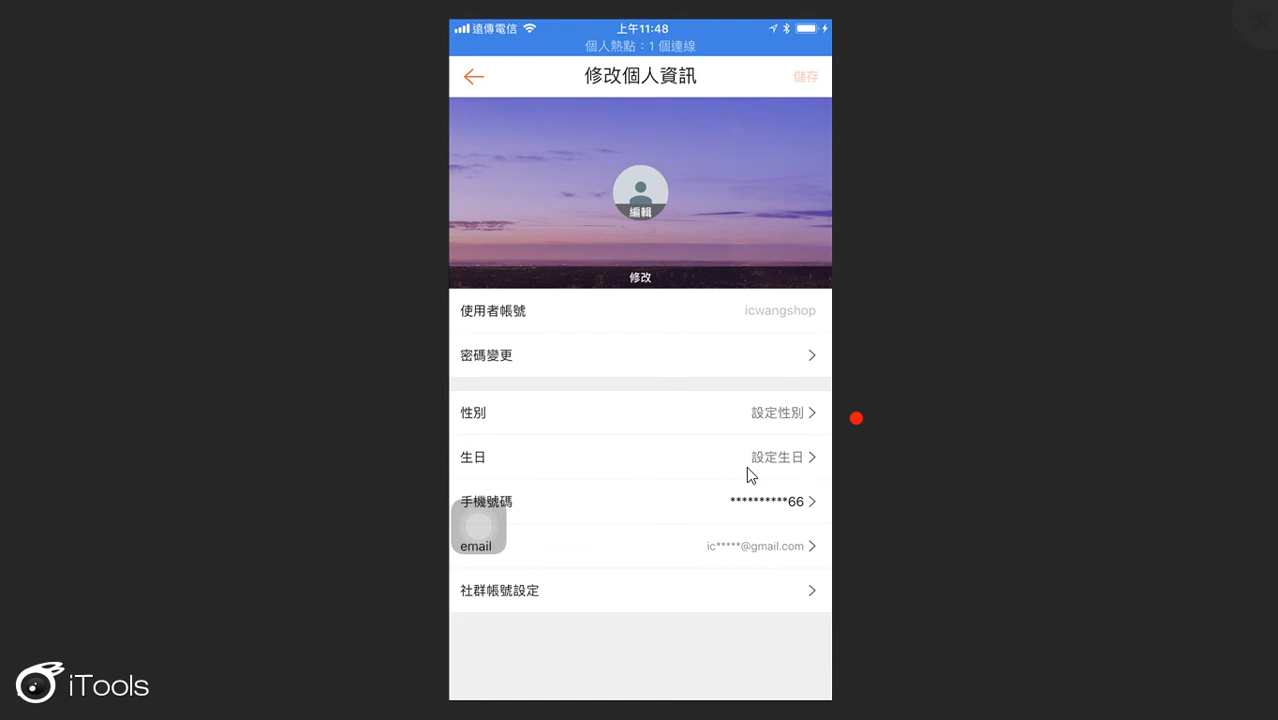 遠傳電信 上午11:48
個人熱點：1 個連線
修改個人資訊 儲存
編輯
修改
使用者帳號 icwangshop
密碼變更
性別 設定性別
生日 設定生日
手機號碼 **********66
email ic*****@gmail.com
社群帳號設定
iTools